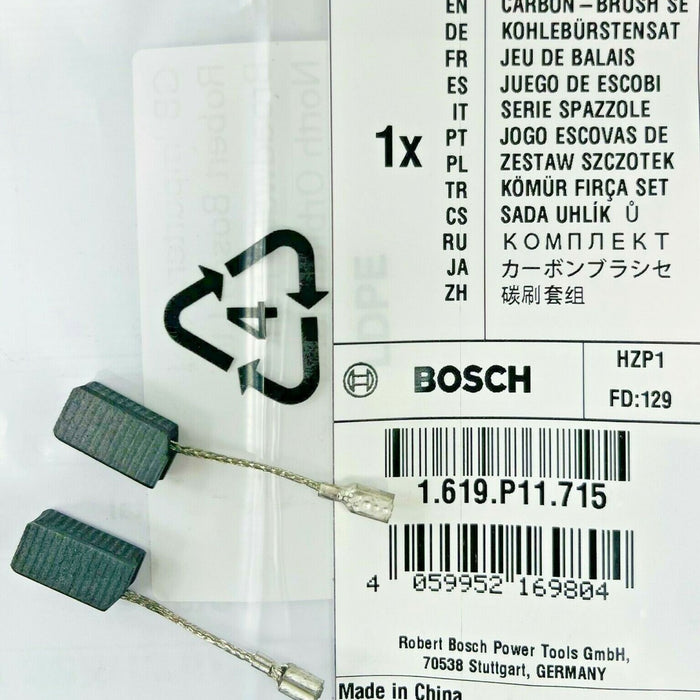 EN CARBON-BRUSH SE
DE KOHLEBÜRSTENSAT
FR JEU DE BALAIS
ES JUEGO DE ESCOBI
IT SERIE SPAZZOLE
1x
PT JOGO ESCOVAS DE
PL ZESTAW SZCZOTEK
TR KÖMÜR FIRÇA SET
CS SADA UHLÍK Ů
RU КОМПЛЕКТ
JA カーボンブラシセ
ZH 碳刷套组
4
LDPE
BOSCH
HZP1
FD:129
1.619.P11.715
4 059952 169804
Robert Bosch Power Tools GmbH,
70538 Stuttgart, GERMANY
Made in China